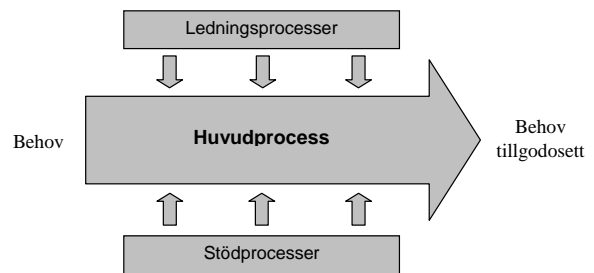 Ledningsprocesser
Behov
Huvudprocess
Behov
tillgodosett
Stödprocesser